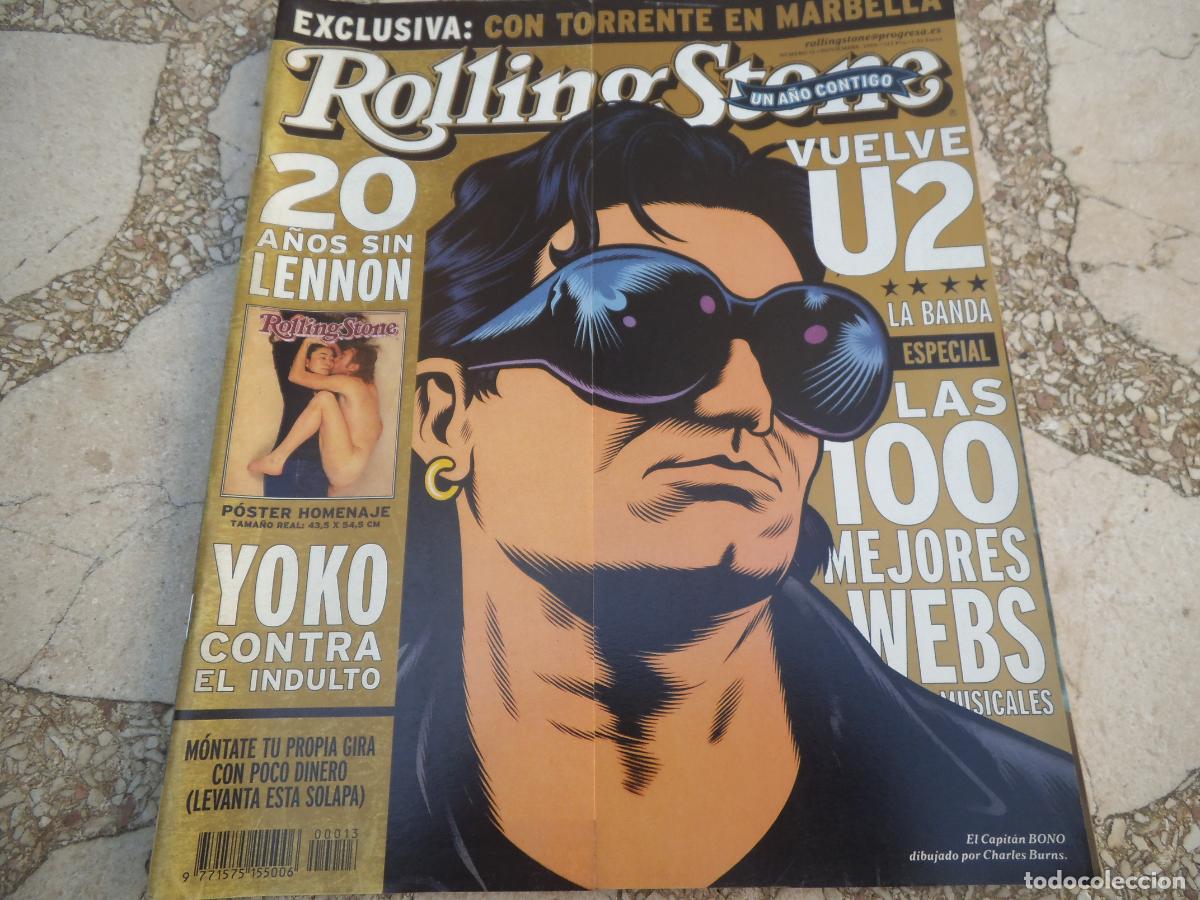 EXCLUSIVA: CON TORRENTE EN MARBELLA
rollingstone@progresa.es
Rolling Stone
UN AÑO CONTIGO
20
AÑOS SIN
LENNON
Rolling Stone
PÓSTER HOMENAJE
TAMAÑO REAL: 43,5 X 54,5 CM
YOKO
CONTRA
EL INDULTO
MÓNTATE TU PROPIA GIRA
CON POCO DINERO
(LEVANTA ESTA SOLAPA)
00013
9 771575 155006
VUELVE
U2
LA BANDA
ESPECIAL
LAS
100
MEJORES
WEBS
MUSICALES
El Capitán BONO
dibujado por Charles Burns.
todocoleccion